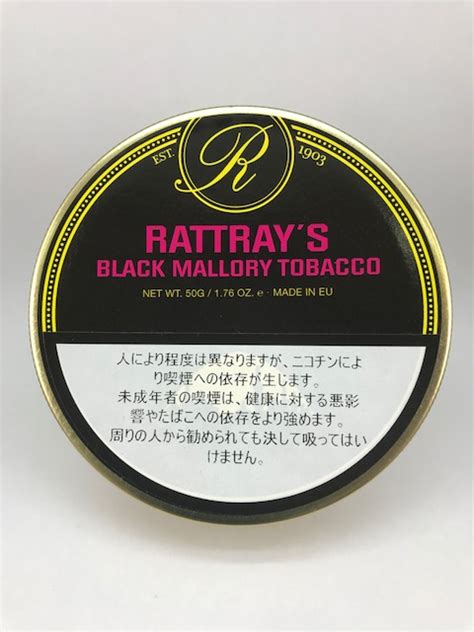 R
EST. 1903
RATTRAY´S
BLACK MALLORY TOBACCO
NET WT. 50G / 1.76 OZ. e · MADE IN EU
人により程度は異なりますが、ニコチンによ
り喫煙への依存が生じます。
未成年者の喫煙は、健康に対する悪影
響やたばこへの依存をより強めます。
周りの人から勧められても決して吸ってはい
けません。